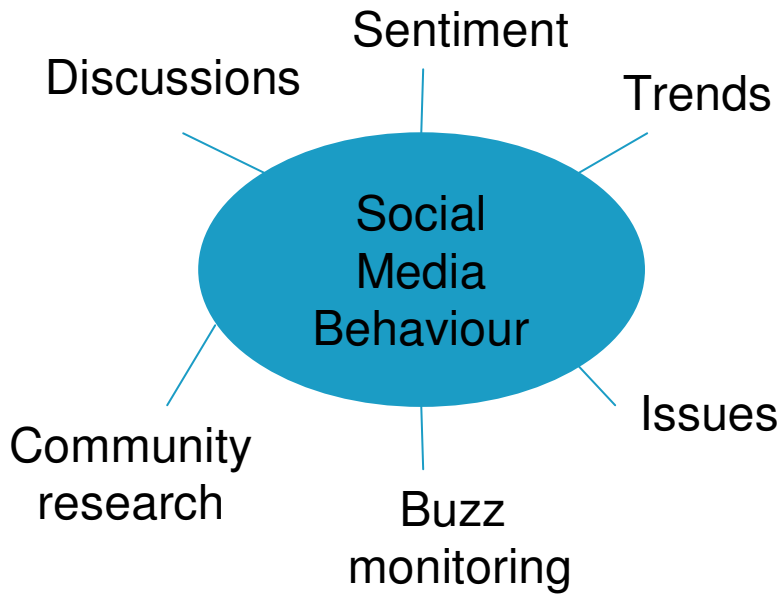 Sentiment
Discussions
Trends
Social
Media
Behaviour
Issues
Community
research
Buzz
monitoring